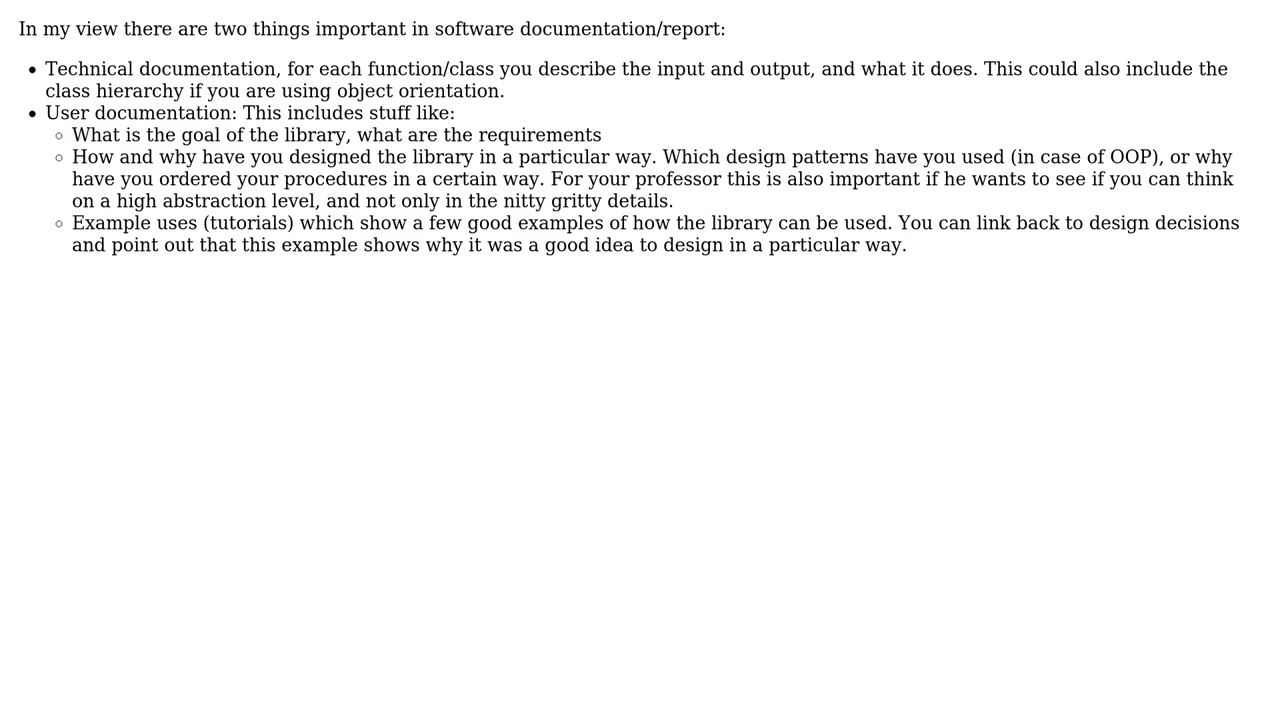 In my view there are two things important in software documentation/report:
• Technical documentation, for each function/class you describe the input and output, and what it does. This could also include the
class hierarchy if you are using object orientation.
• User documentation: This includes stuff like:
◦ What is the goal of the library, what are the requirements
◦ How and why have you designed the library in a particular way. Which design patterns have you used (in case of OOP), or why
have you ordered your procedures in a certain way. For your professor this is also important if he wants to see if you can think
on a high abstraction level, and not only in the nitty gritty details.
◦ Example uses (tutorials) which show a few good examples of how the library can be used. You can link back to design decisions
and point out that this example shows why it was a good idea to design in a particular way.